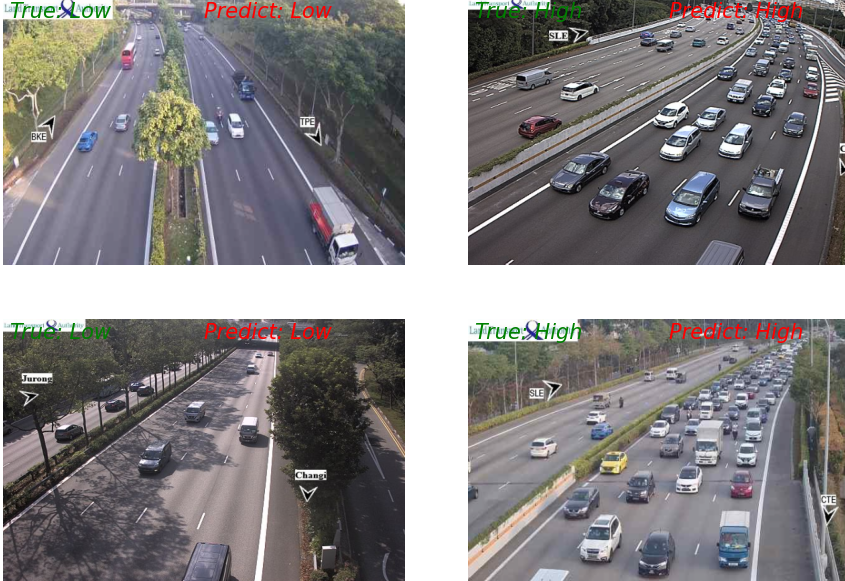 True: Low
Predict: Low
BKE
TPE
True: High
Predict: High
SLE
True: Low
Predict: Low
Jurong
Changi
True: High
Predict: High
SLE
CTE